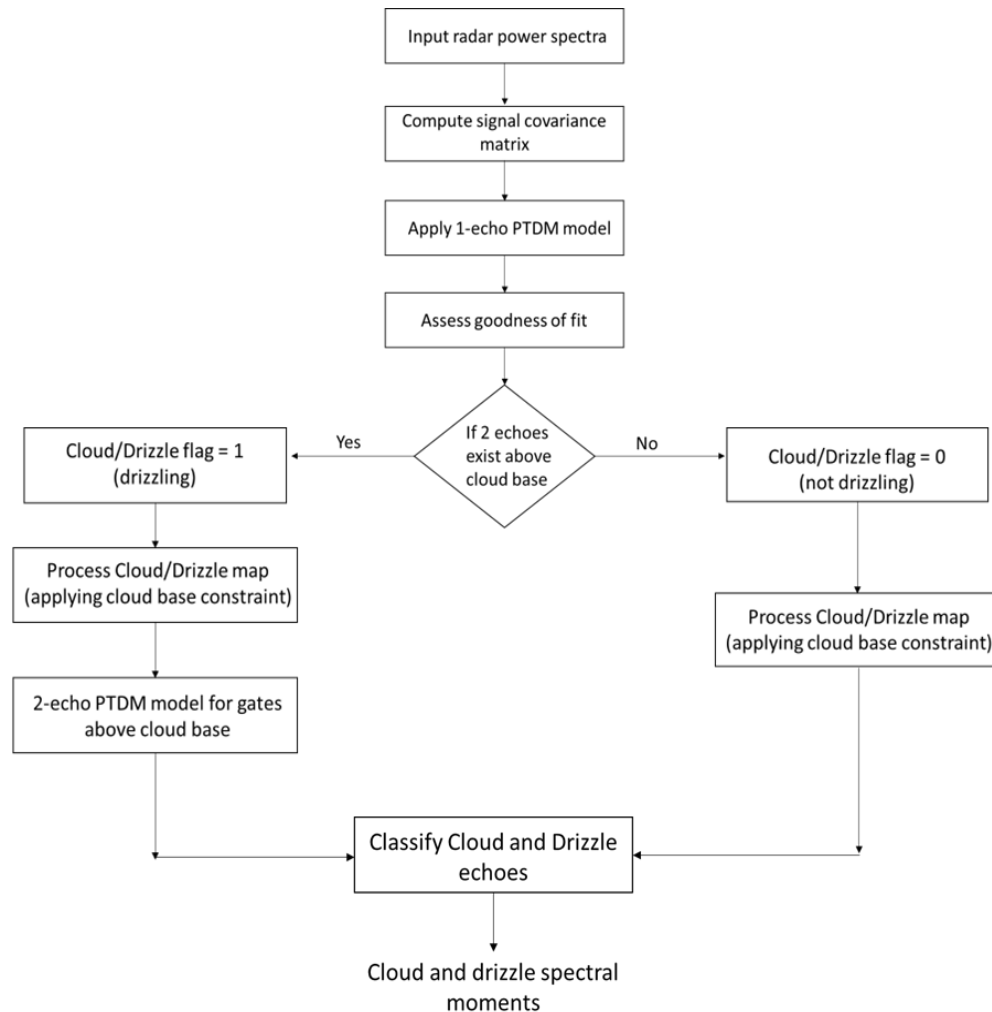 Input radar power spectra
Compute signal covariance
matrix
Apply 1-echo PTDM model
Assess goodness of fit
If 2 echoes
exist above
cloud base
Yes
No
Cloud/Drizzle flag = 1
(drizzling)
Cloud/Drizzle flag = 0
(not drizzling)
Process Cloud/Drizzle map
(applying cloud base constraint)
Process Cloud/Drizzle map
(applying cloud base constraint)
2-echo PTDM model for gates
above cloud base
Classify Cloud and Drizzle
echoes
Cloud and drizzle spectral
moments